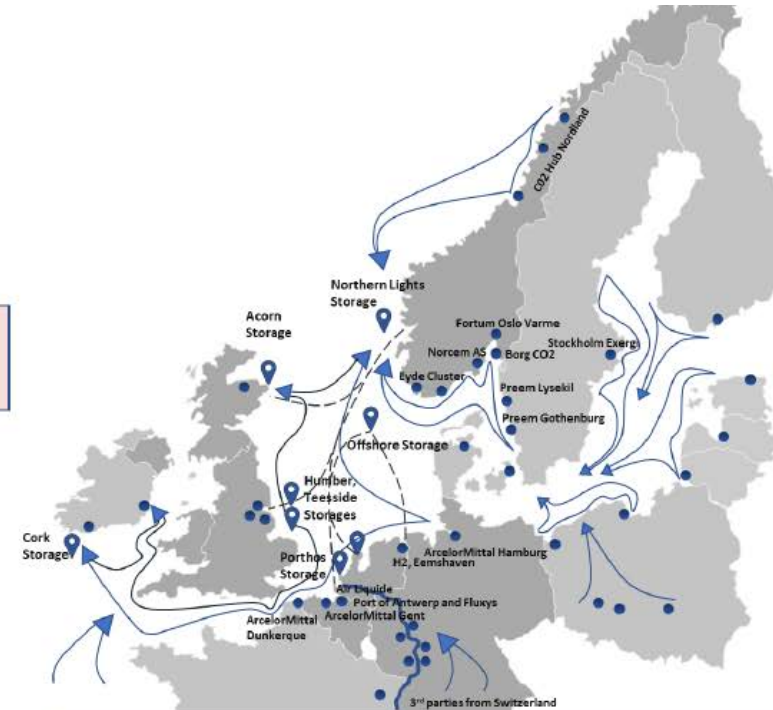 C02 Hub Nordland
Northern Lights
Storage
Acorn
Storage
Fortum Oslo Varme
Norcem AS
Borg CO2
Stockholm Exerg
Eyde Cluster
Preem Lysekil
Preem Gothenburg
Offshore Storage
Humber,
Teesside
Storages
Cork
Storage
Porthos
Storage
ArcelorMittal Hamburg
H2, Eemshaven
Air Liquide
Port of Antwerp and Fluxys
ArcelorMittal Gent
ArcelorMittal
Dunkerque
3rd parties from Switzerland